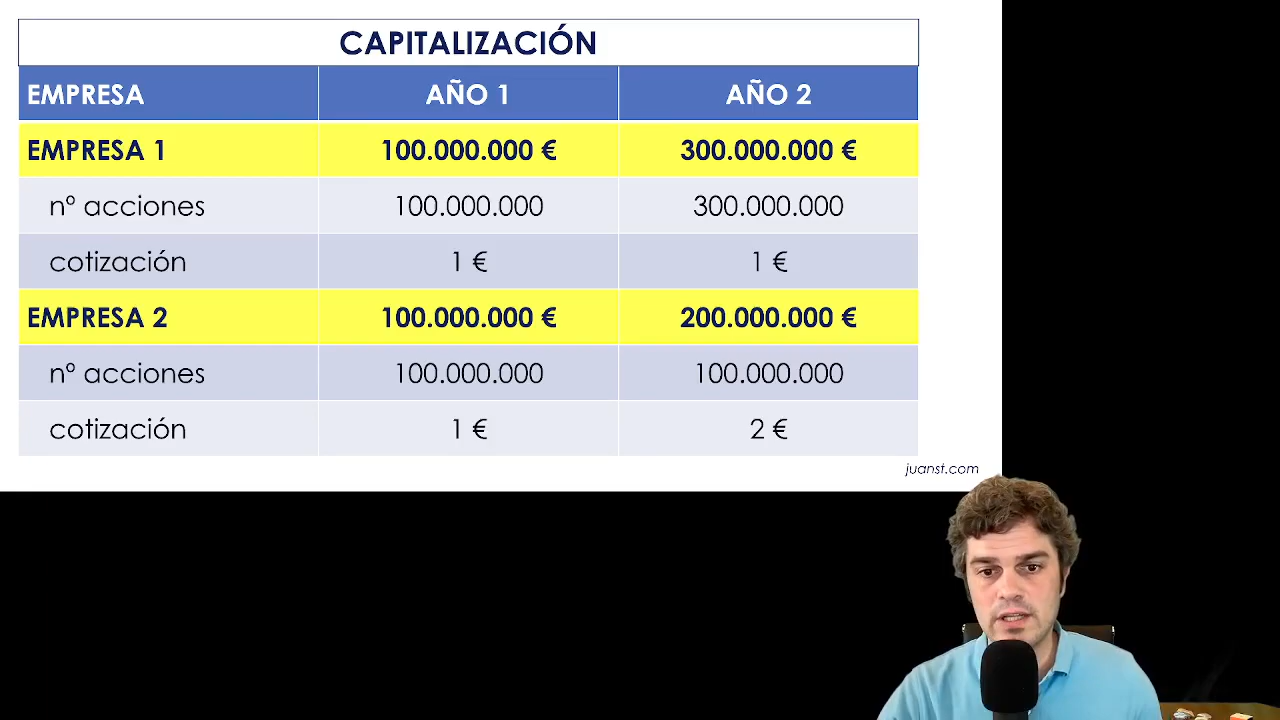 CAPITALIZACIÓN
EMPRESA AÑO 1 AÑO 2
EMPRESA 1 100.000.000 € 300.000.000 €
nº acciones 100.000.000 300.000.000
cotización 1 € 1 €
EMPRESA 2 100.000.000 € 200.000.000 €
nº acciones 100.000.000 100.000.000
cotización 1 € 2 €
juanst.com